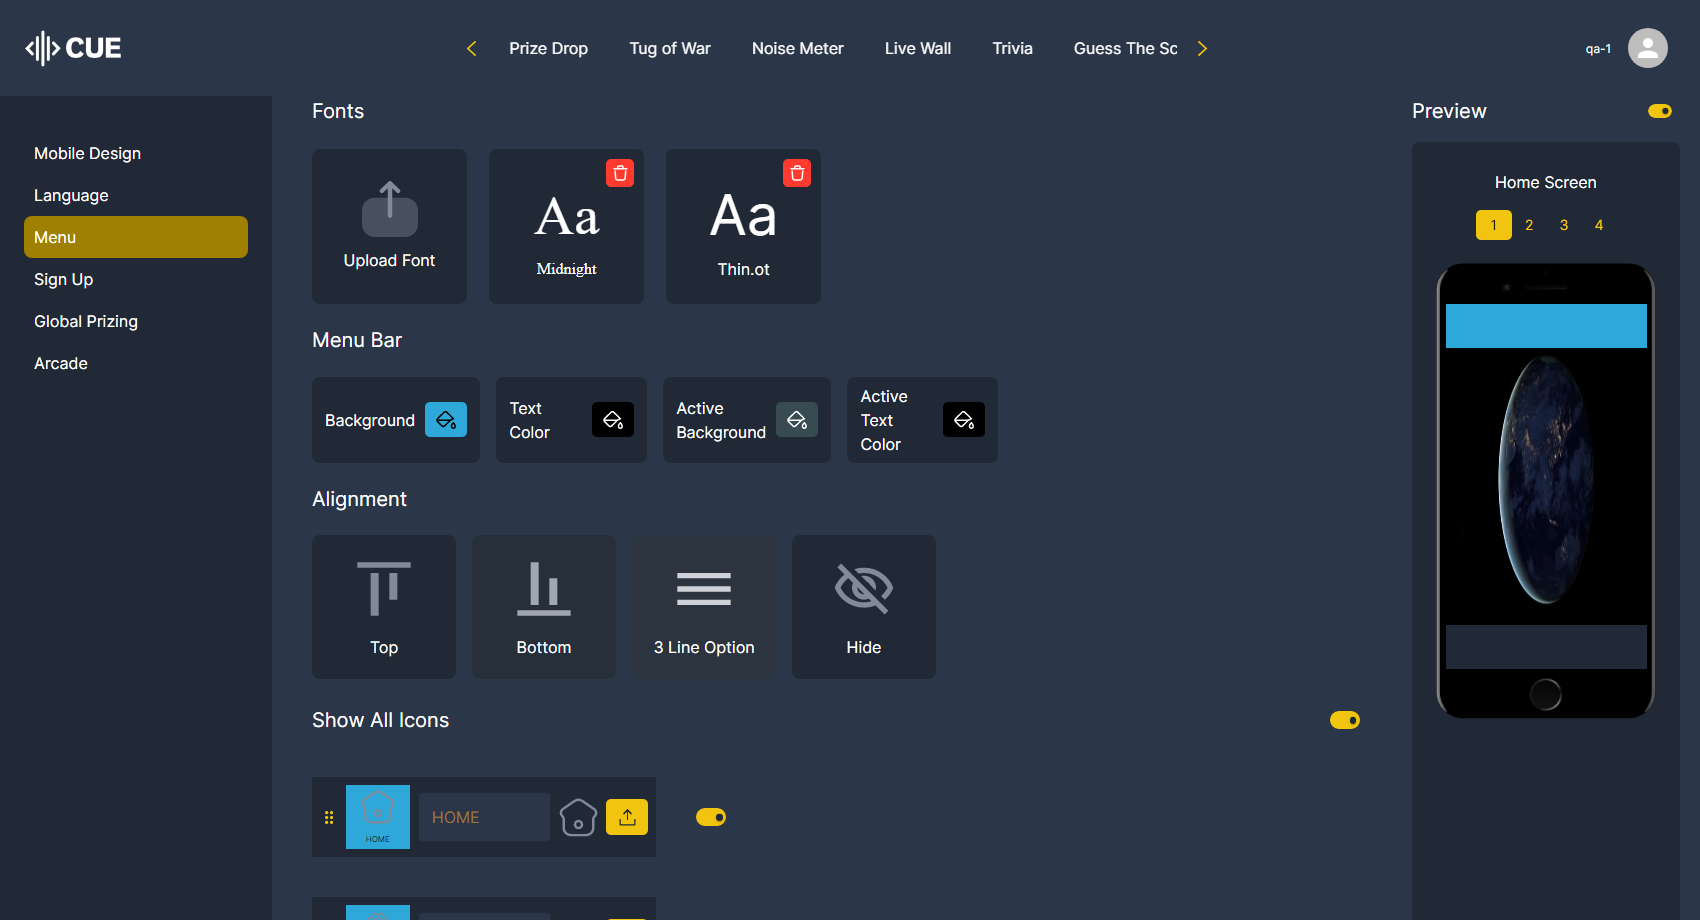 CUE
Prize Drop
Tug of War
Noise Meter
Live Wall
Trivia
Guess The Sc
qa-1
Mobile Design
Language
Menu
Sign Up
Global Prizing
Arcade
Fonts
Upload Font
Aa
Midnight
Aa
Thin.ot
Menu Bar
Background
Text
Color
Active
Background
Active
Text
Color
Alignment
Top
Bottom
3 Line Option
Hide
Show All Icons
HOME
HOME
Preview
Home Screen
1 2 3 4